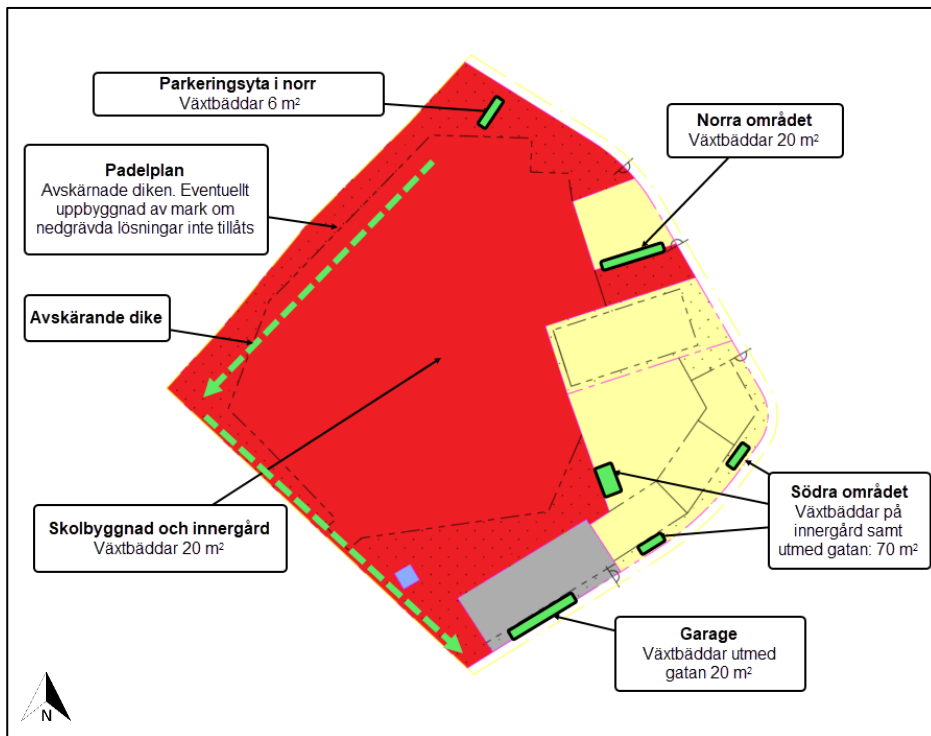 Parkeringsyta i norr
Växtbäddar 6 m²
Norra området
Växtbäddar 20 m²
Padelplan
Avskärnade diken. Eventuellt
uppbyggnad av mark om
nedgrävda lösningar inte tillåts
Avskärande dike
Skolbyggnad och innergård
Växtbäddar 20 m²
Södra området
Växtbäddar på
innergård samt
utmed gatan: 70 m²
Garage
Växtbäddar utmed
gatan 20 m²
N